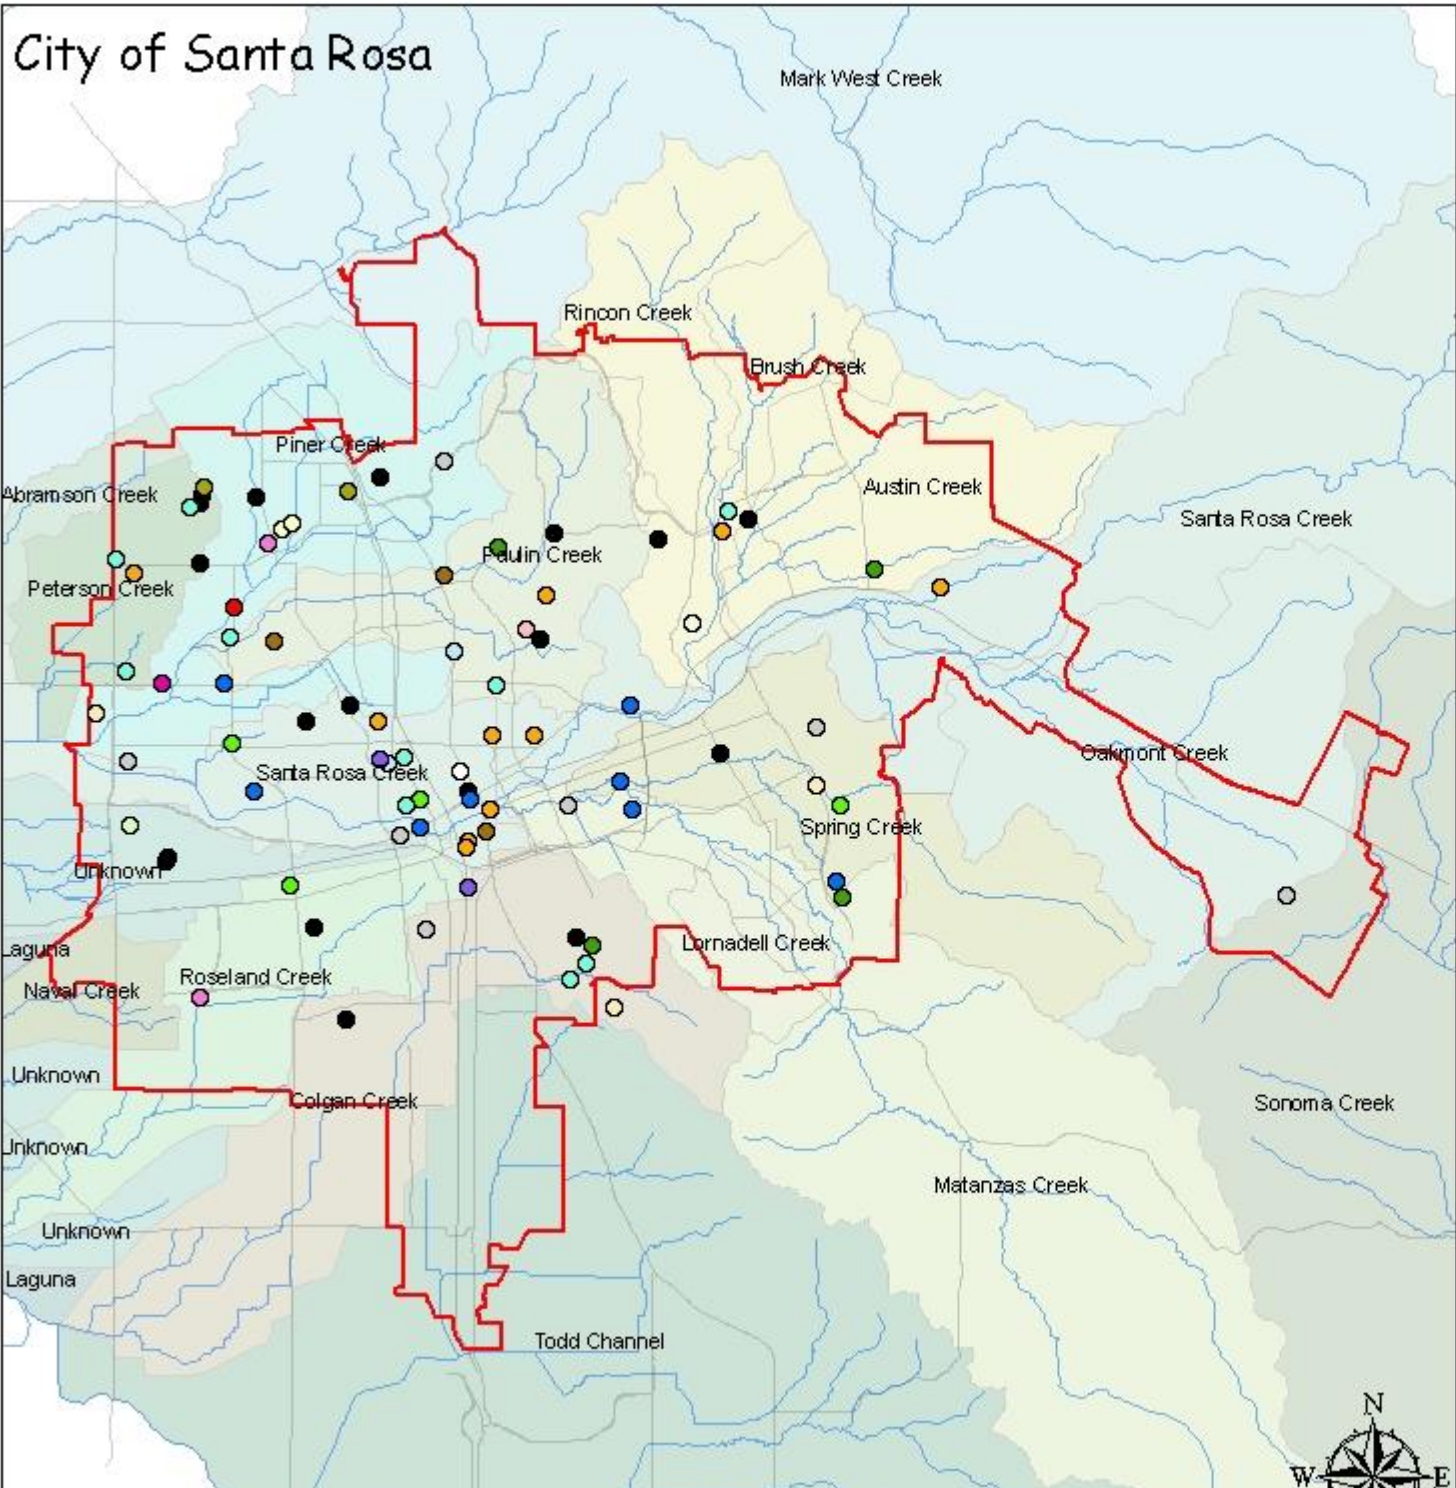 City of Santa Rosa
Mark West Creek
Rincon Creek
Brush Creek
Piner Creek
Abramson Creek
Austin Creek
Santa Rosa Creek
Paulin Creek
Peterson Creek
Oakmont Creek
Santa Rosa Creek
Spring Creek
Unknown
Laguna
Lornadell Creek
Roseland Creek
Naval Creek
Unknown
Colgan Creek
Sonoma Creek
Unknown
Matanzas Creek
Unknown
Laguna
Todd Channel
N
W E